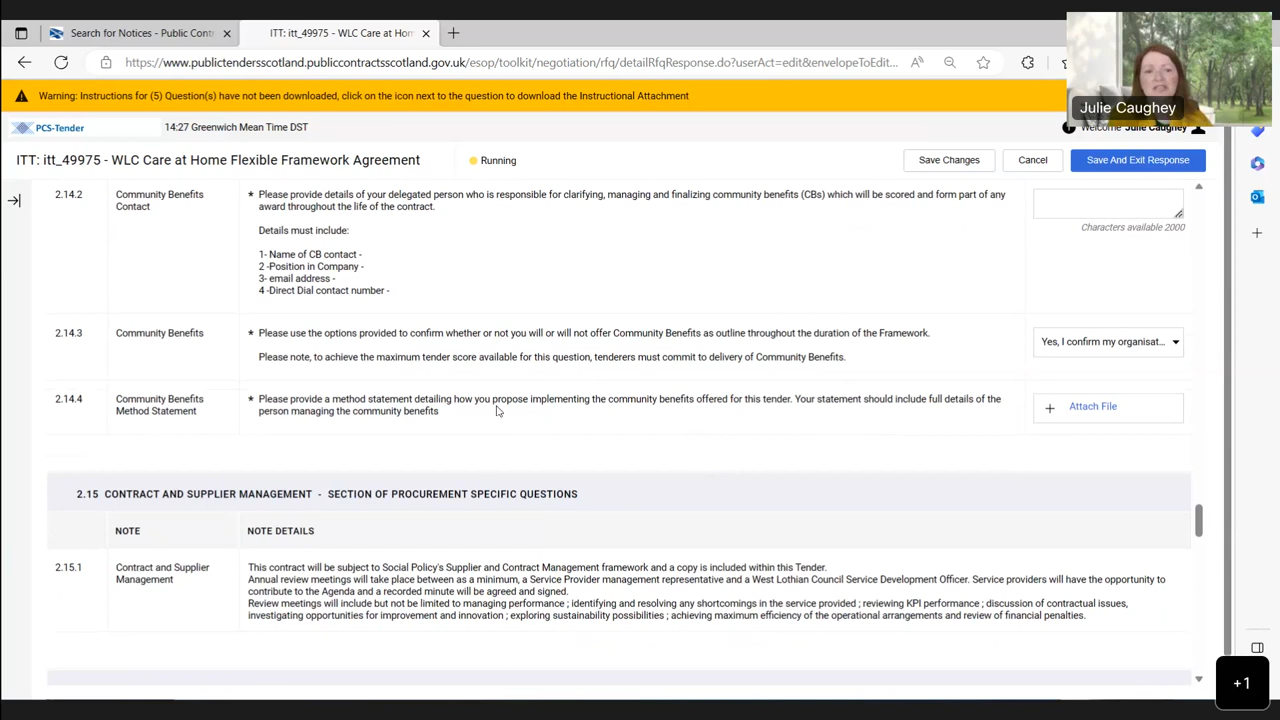 Search for Notices - Public Cont
ITT: itt_49975 - WLC Care at Hom
https://www.publictendersscotland.publiccontractsscotland.gov.uk/esop/toolkit/negotiation/rfq/detailRfqResponse.do?userAct=edit&envelopeToEdit...
Julie Caughey
Warning: Instructions for (5) Question(s) have not been downloaded, click on the icon next to the question to download the Instructional Attachment
PCS-Tender
14:27 Greenwich Mean Time DST
Welcome Julie Caughey
ITT: itt_49975 - WLC Care at Home Flexible Framework Agreement
Running
Save Changes
Cancel
Save And Exit Response
2.14.2
Community Benefits
Contact
* Please provide details of your delegated person who is responsible for clarifying, managing and finalizing community benefits (CBs) which will be scored and form part of any
award throughout the life of the contract.
Details must include:
1- Name of CB contact -
2 -Position in Company -
3- email address -
4 -Direct Dial contact number -
Characters available 2000
2.14.3
Community Benefits
* Please use the options provided to confirm whether or not you will or will not offer Community Benefits as outline throughout the duration of the Framework.
Please note, to achieve the maximum tender score available for this question, tenderers must commit to delivery of Community Benefits.
Yes, I confirm my organisat...
2.14.4
Community Benefits
Method Statement
* Please provide a method statement detailing how you propose implementing the community benefits offered for this tender. Your statement should include full details of the
person managing the community benefits
+ Attach File
2.15 CONTRACT AND SUPPLIER MANAGEMENT - SECTION OF PROCUREMENT SPECIFIC QUESTIONS
NOTE
NOTE DETAILS
2.15.1
Contract and Supplier
Management
This contract will be subject to Social Policy's Supplier and Contract Management framework and a copy is included within this Tender.
Annual review meetings will take place between as a minimum, a Service Provider management representative and a West Lothian Council Service Development Officer. Service providers will have the opportunity to
contribute to the Agenda and a recorded minute will be agreed and signed.
Review meetings will include but not be limited to managing performance ; identifying and resolving any shortcomings in the service provided ; reviewing KPI performance ; discussion of contractual issues,
investigating opportunities for improvement and innovation ; exploring sustainability possibilities ; achieving maximum efficiency of the operational arrangements and review of financial penalties.
+1